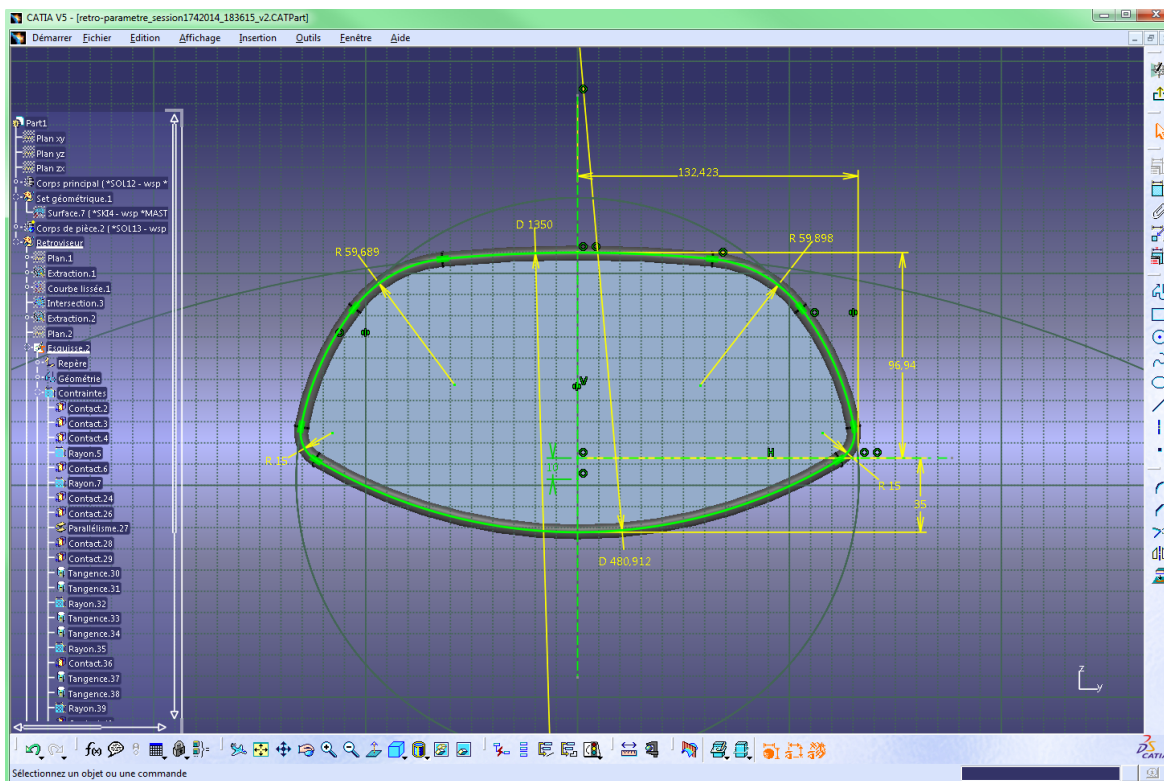 CATIA V5 - [retro-parametre_session1742014_183615_v2.CATPart]
Démarrer Fichier Edition Affichage Insertion Outils Fenêtre Aide
Part1
Plan xy
Plan yz
Plan zx
Corps principal ( *SOL12 - wsp *
Set géométrique.1
Surface.7 ( *SKI4 - wsp *MAST
Corps de pièce.2 ( *SOL13 - wsp
Retroviseur
Plan.1
Extraction.1
Courbe lissée.1
Intersection.3
Extraction.2
Plan.2
Esquisse.2
Repère
Géométrie
Contraintes
Contact.2
Contact.3
Contact.4
Rayon.5
Contact.6
Rayon.7
Contact.24
Contact.26
Parallélisme.27
Contact.28
Contact.29
Tangence.30
Tangence.31
Rayon.32
Tangence.33
Tangence.34
Rayon.35
Contact.36
Tangence.37
Tangence.38
Rayon.39
132,423
D 1350
R 59,689
R 59,898
96,94
V
H
R 15
R 15
35
D 480,912
z
y
f(x)
CATIA
Sélectionnez un objet ou une commande